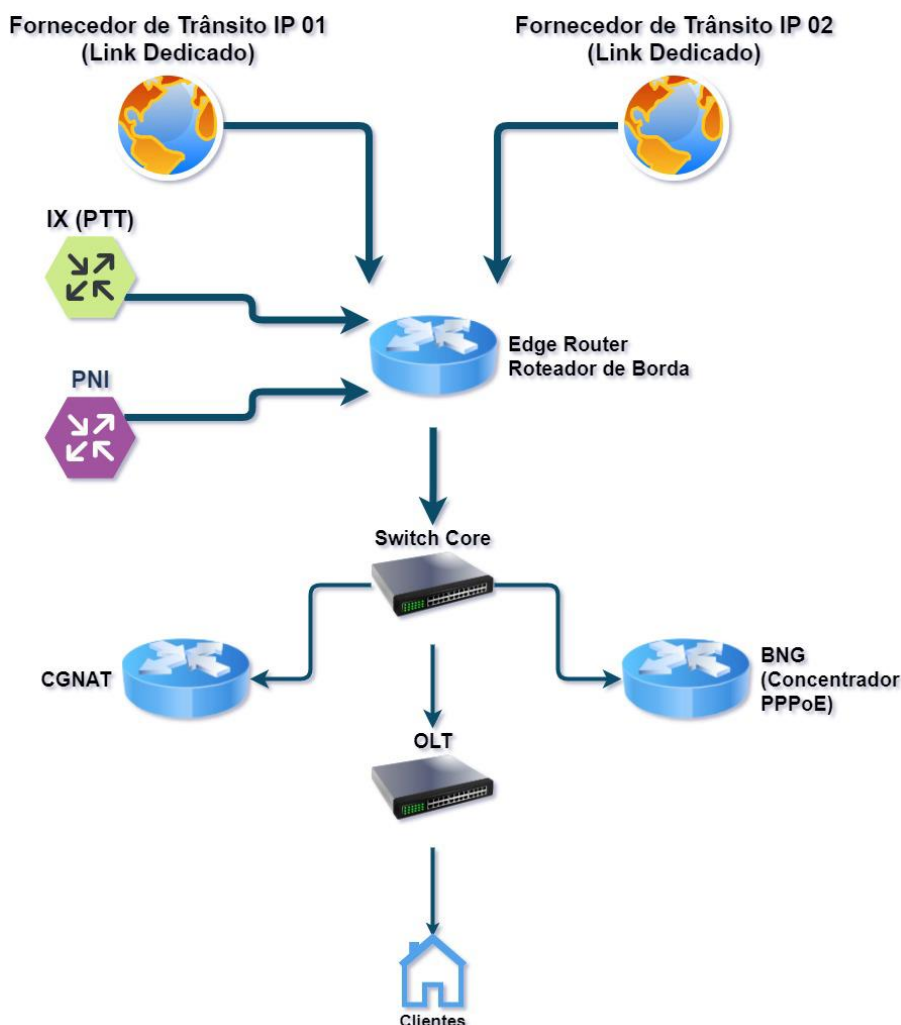 Fornecedor de Trânsito IP 01
(Link Dedicado)
Fornecedor de Trânsito IP 02
(Link Dedicado)
IX (PTT)
PNI
Edge Router
Roteador de Borda
Switch Core
CGNAT
BNG
(Concentrador
PPPoE)
OLT
Clientes